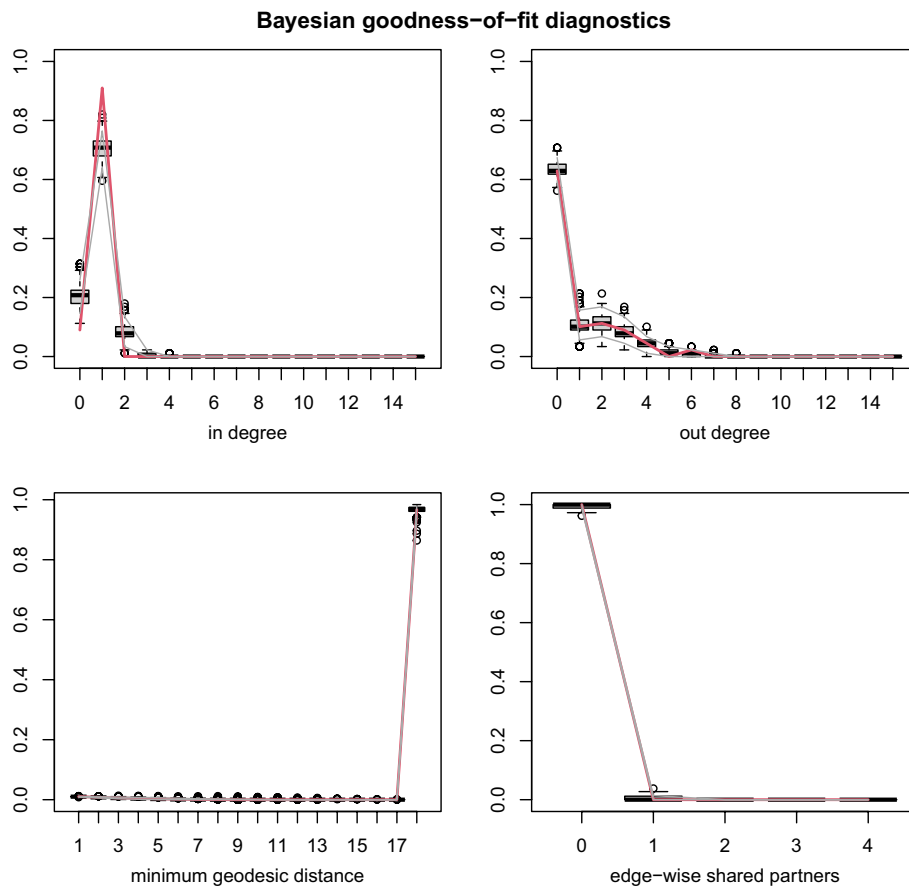 Bayesian goodness−of−fit diagnostics
0.0 0.2 0.4 0.6 0.8 1.0
0 2 4 6 8 10 12 14
in degree
0.0 0.2 0.4 0.6 0.8 1.0
0 2 4 6 8 10 12 14
out degree
0.0 0.2 0.4 0.6 0.8 1.0
1 3 5 7 9 11 13 15 17
minimum geodesic distance
0.0 0.2 0.4 0.6 0.8 1.0
0 1 2 3 4
edge−wise shared partners